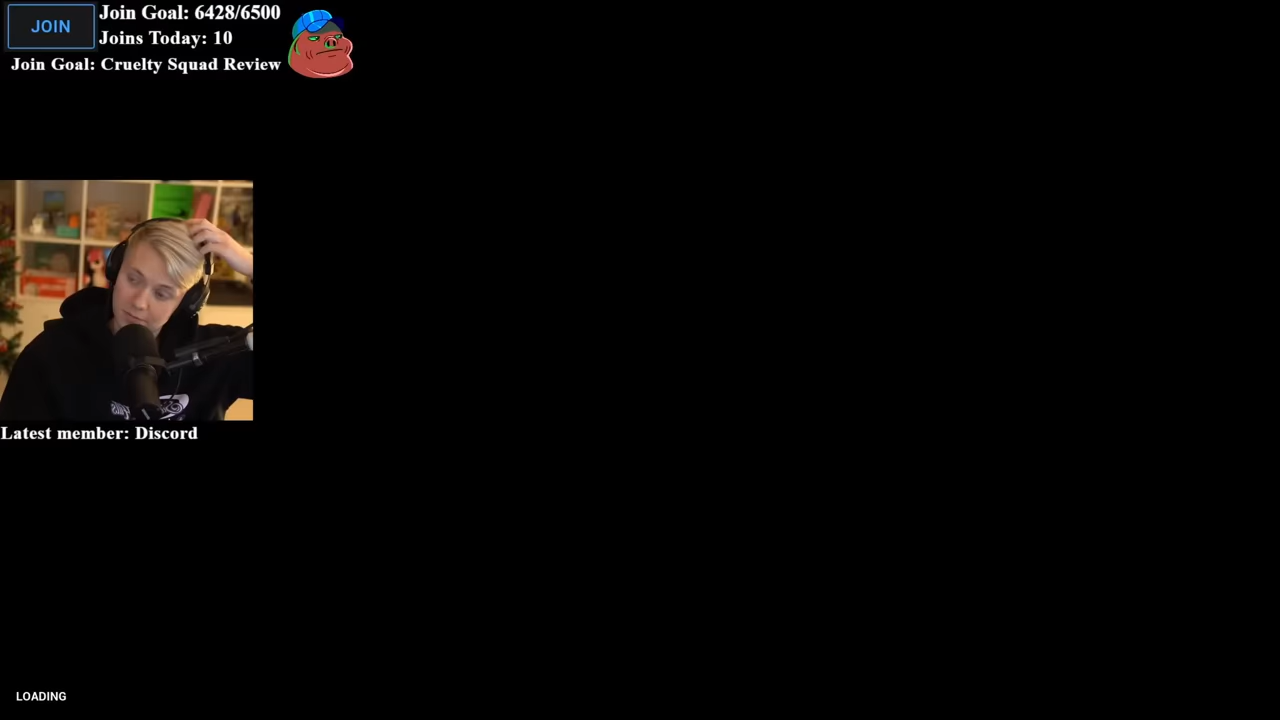 JOIN
Join Goal: 6428/6500
Joins Today: 10
Join Goal: Cruelty Squad Review
Latest member: Discord
LOADING